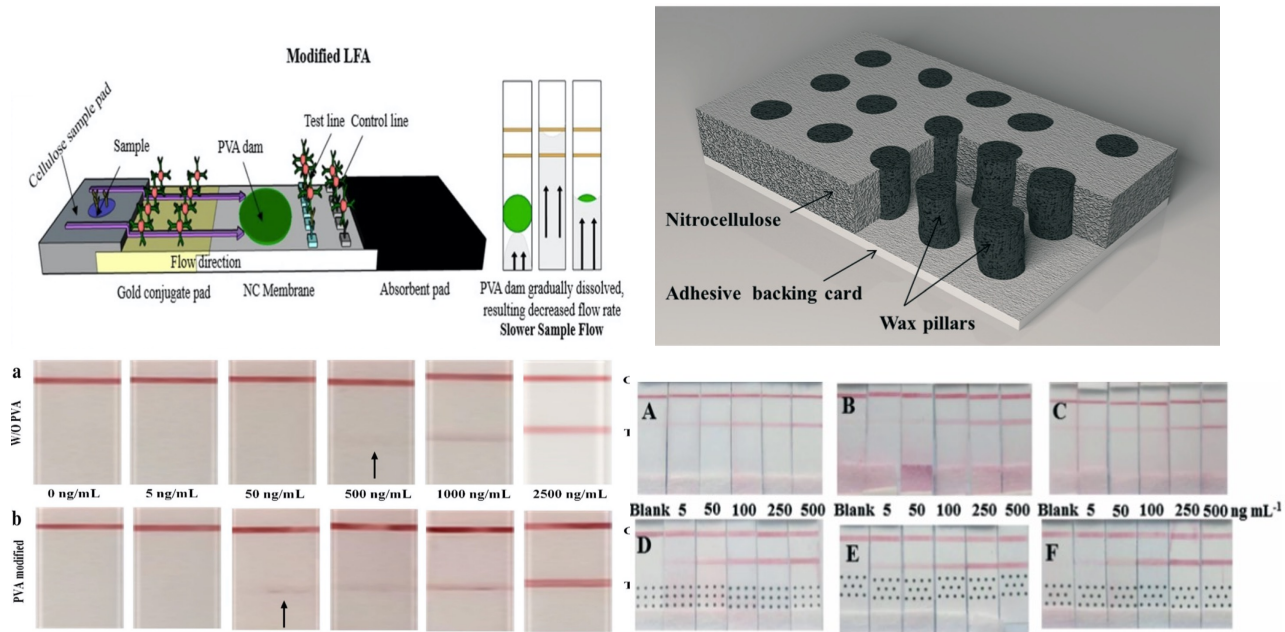 Modified LFA
Cellulose sample pad
Sample
PVA dam
Test line
Control line
Flow direction
Gold conjugate pad
NC Membrane
Absorbent pad
PVA dam gradually dissolved,
resulting decreased flow rate
Slower Sample Flow
Nitrocellulose
Adhesive backing card
Wax pillars
a
W/O PVA
0 ng/mL
5 ng/mL
50 ng/mL
500 ng/mL
1000 ng/mL
2500 ng/mL
b
PVA modified
A
B
C
Blank 5 50 100 250 500
Blank 5 50 100 250 500
Blank 5 50 100 250 500 ng mL-1
D
E
F